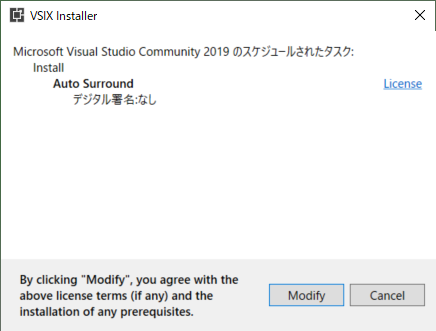 VSIX Installer
Microsoft Visual Studio Community 2019 のスケジュールされたタスク:
Install
Auto Surround License
デジタル署名:なし
By clicking "Modify", you agree with the
above license terms (if any) and the
installation of any prerequisites.
Modify Cancel